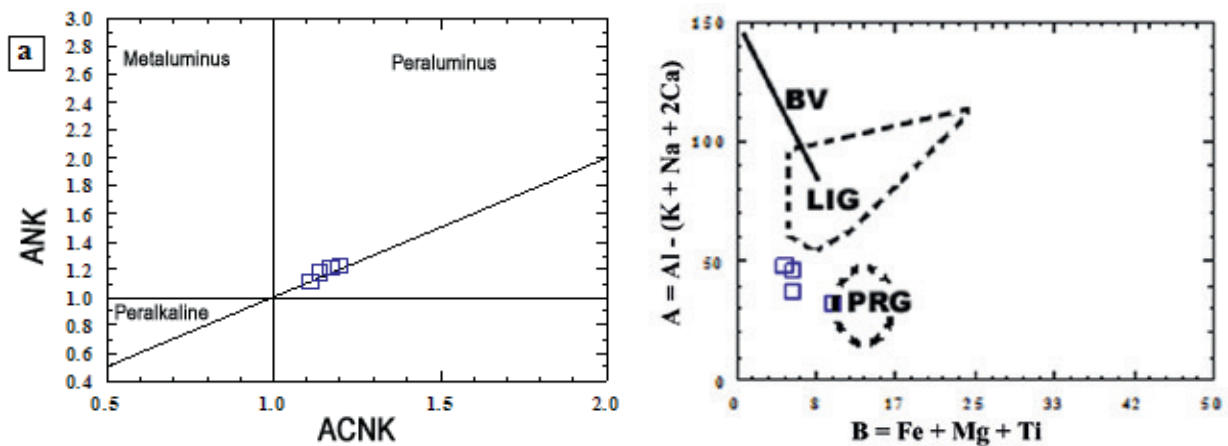 a
3.0
2.8
2.6
2.4
2.2
2.0
1.8
1.6
1.4
1.2
1.0
0.8
0.6
0.4
ANK
Metaluminus
Peraluminus
Peralkaline
0.5
1.0
1.5
2.0
ACNK
150
100
50
0
A = Al - (K + Na + 2Ca)
BV
LIG
PRG
0
8
17
25
33
42
50
B = Fe + Mg + Ti